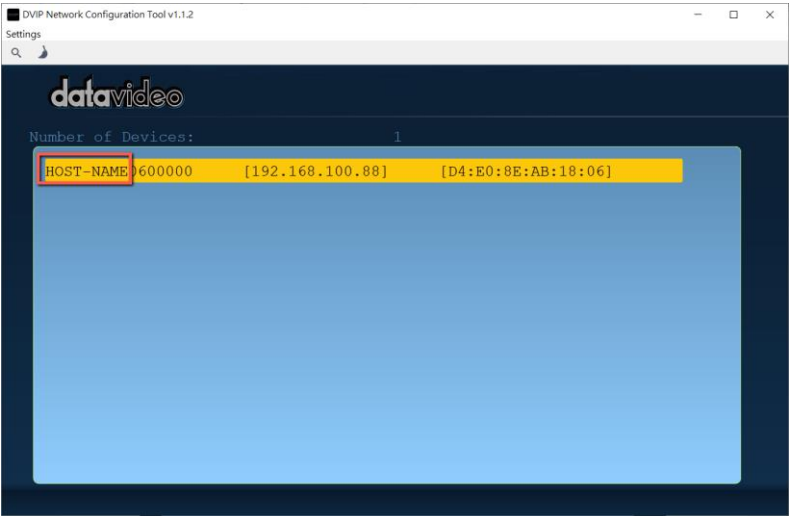 DVIP Network Configuration Tool v1.1.2
Settings
datavideo
Number of Devices: 1
HOST-NAME0600000 [192.168.100.88] [D4:E0:8E:AB:18:06]